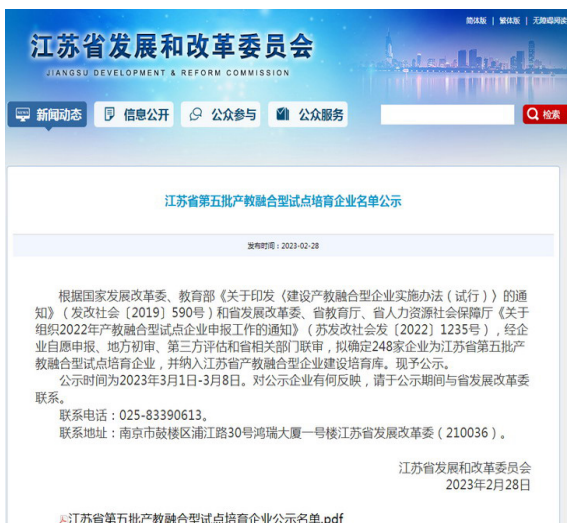 简体版 | 繁体版 | 无障碍阅读
江苏省发展和改革委员会
JIANGSU DEVELOPMENT & REFORM COMMISSION
新闻动态 信息公开 公众参与 公众服务 检索
江苏省第五批产教融合型试点培育企业名单公示
发布时间：2023-02-28
根据国家发展改革委、教育部《关于印发〈建设产教融合型企业实施办法（试行）〉的通
知》（发改社会〔2019〕590号）和省发展改革委、省教育厅、省人力资源社会保障厅《关于
组织2022年产教融合型试点企业申报工作的通知》（苏发改社会发〔2022〕1235号），经企
业自愿申报、地方初审、第三方评估和省相关部门联审，拟确定248家企业为江苏省第五批产
教融合型试点培育企业，并纳入江苏省产教融合型企业建设培育库。现予公示。
公示时间为2023年3月1日-3月8日。对公示企业有何反映，请于公示期间与省发展改革委
联系。
联系电话：025-83390613。
联系地址：南京市鼓楼区浦江路30号鸿瑞大厦一号楼江苏省发展改革委（210036）。
江苏省发展和改革委员会
2023年2月28日
江苏省第五批产教融合型试点培育企业公示名单.pdf